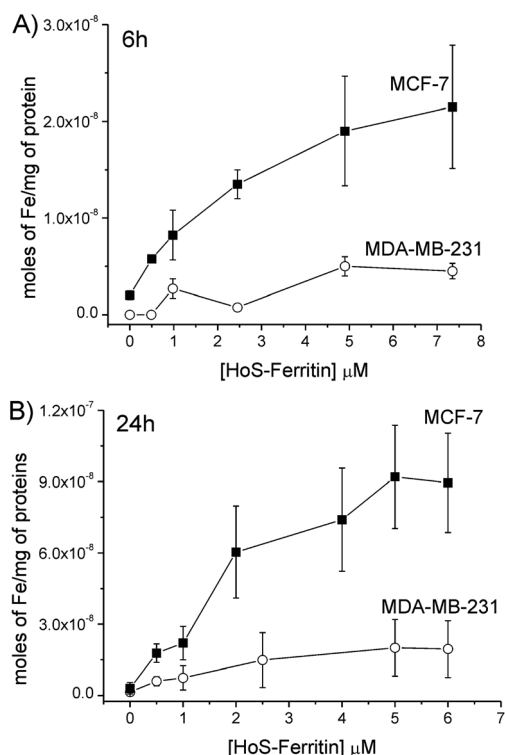 A)
6h
3.0x10⁻⁸
2.0x10⁻⁸
1.0x10⁻⁸
0.0
moles of Fe/mg of protein
MCF-7
MDA-MB-231
0 1 2 3 4 5 6 7 8
[HoS-Ferritin] μM
B)
24h
1.2x10⁻⁷
9.0x10⁻⁸
6.0x10⁻⁸
3.0x10⁻⁸
0.0
moles of Fe/mg of proteins
MCF-7
MDA-MB-231
0 1 2 3 4 5 6 7
[HoS-Ferritin] μM